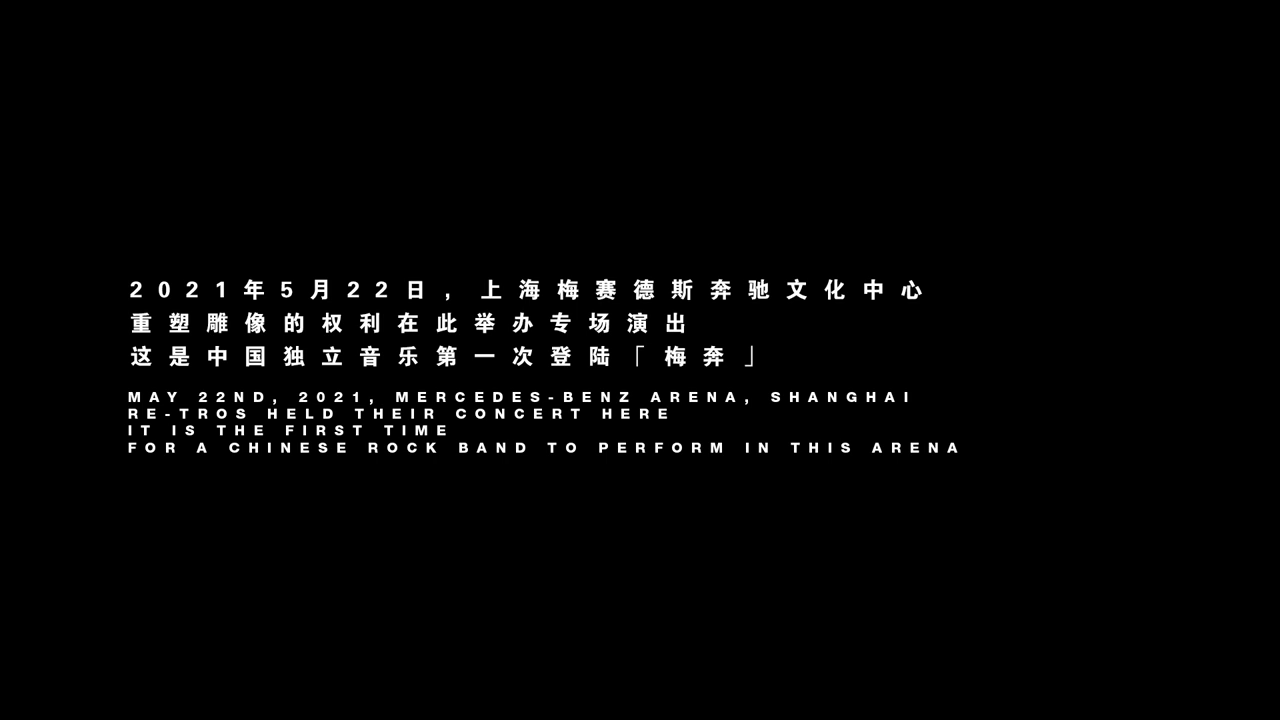 2021年5月22日，上海梅赛德斯奔驰文化中心
重塑雕像的权利在此举办专场演出
这是中国独立音乐第一次登陆「梅奔」
MAY 22ND, 2021, MERCEDES-BENZ ARENA, SHANGHAI
RE-TROS HELD THEIR CONCERT HERE
IT IS THE FIRST TIME
FOR A CHINESE ROCK BAND TO PERFORM IN THIS ARENA